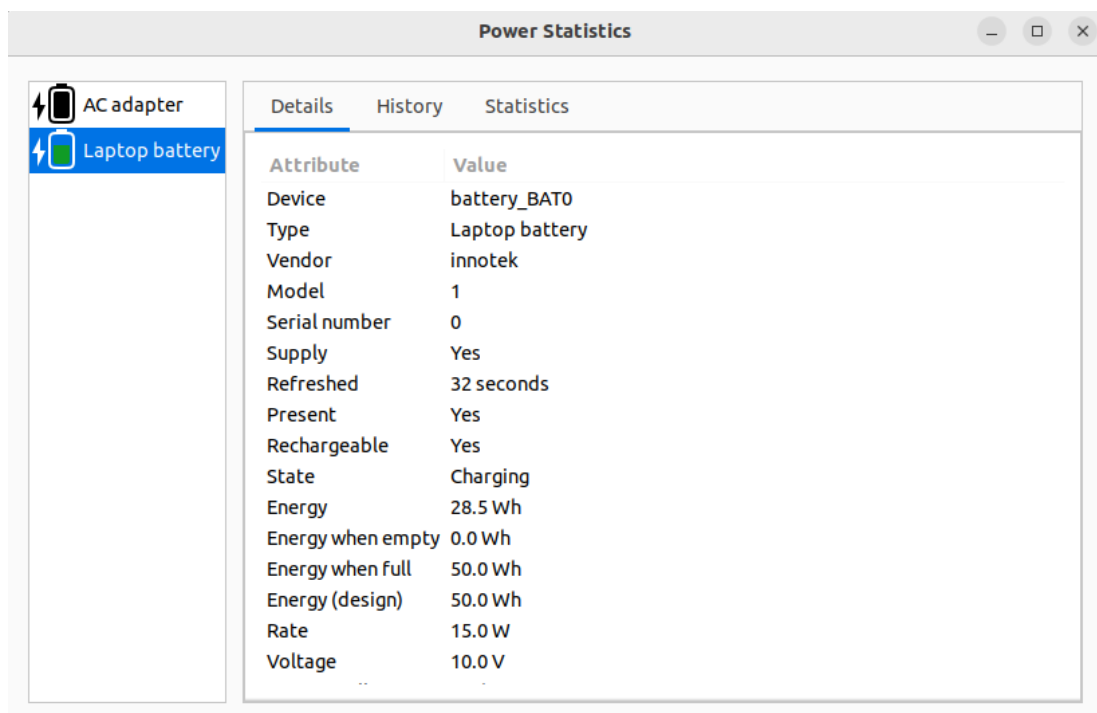 Power Statistics
AC adapter
Laptop battery
Details History Statistics
Attribute Value
Device battery_BAT0
Type Laptop battery
Vendor innotek
Model 1
Serial number 0
Supply Yes
Refreshed 32 seconds
Present Yes
Rechargeable Yes
State Charging
Energy 28.5 Wh
Energy when empty 0.0 Wh
Energy when full 50.0 Wh
Energy (design) 50.0 Wh
Rate 15.0 W
Voltage 10.0 V